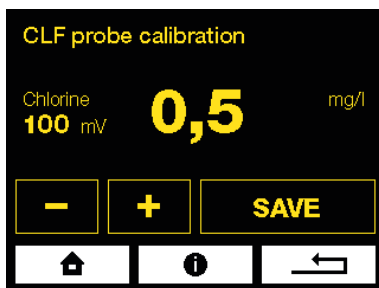 CLF probe calibration
Chlorine
100 mV
0,5
mg/l
- + SAVE